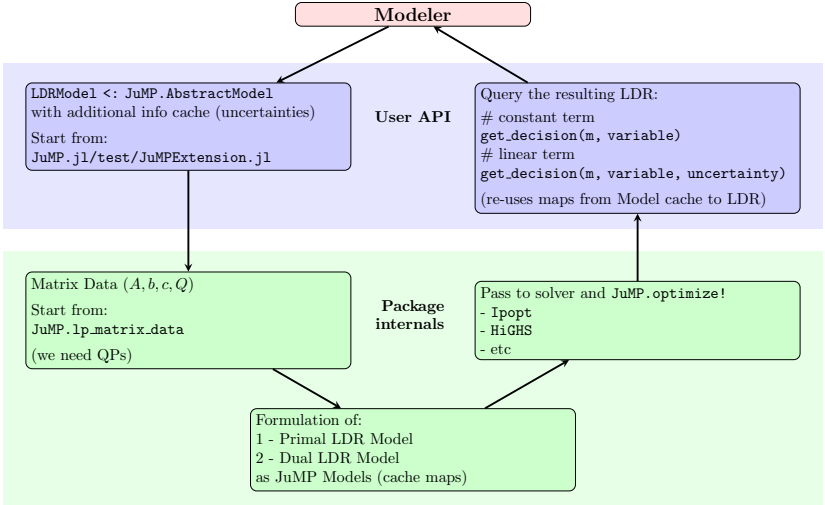 Modeler
LDRModel <: JuMP.AbstractModel
with additional info cache (uncertainties)
Start from:
JuMP.jl/test/JuMPExtension.jl
User API
Query the resulting LDR:
# constant term
get_decision(m, variable)
# linear term
get_decision(m, variable, uncertainty)
(re-uses maps from Model cache to LDR)
Matrix Data (A, b, c, Q)
Start from:
JuMP.lp_matrix_data
(we need QPs)
Package
internals
Pass to solver and JuMP.optimize!
- Ipopt
- HiGHS
- etc
Formulation of:
1 - Primal LDR Model
2 - Dual LDR Model
as JuMP Models (cache maps)